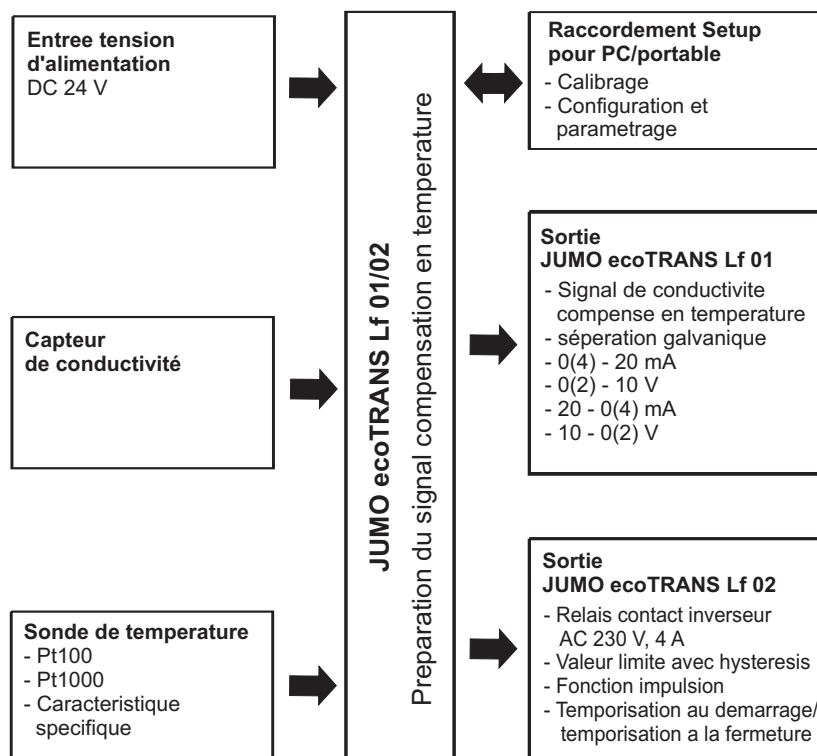 Entree tension
d'alimentation
DC 24 V
Capteur
de conductivité
Sonde de temperature
- Pt100
- Pt1000
- Caracteristique
specifique
JUMO ecoTRANS Lf 01/02
Preparation du signal compensation en temperature
Raccordement Setup
pour PC/portable
- Calibrage
- Configuration et
parametrage
Sortie
JUMO ecoTRANS Lf 01
- Signal de conductivite
compense en temperature
- séperation galvanique
- 0(4) - 20 mA
- 0(2) - 10 V
- 20 - 0(4) mA
- 10 - 0(2) V
Sortie
JUMO ecoTRANS Lf 02
- Relais contact inverseur
AC 230 V, 4 A
- Valeur limite avec hysteresis
- Fonction impulsion
- Temporisation au demarrage/
temporisation a la fermeture